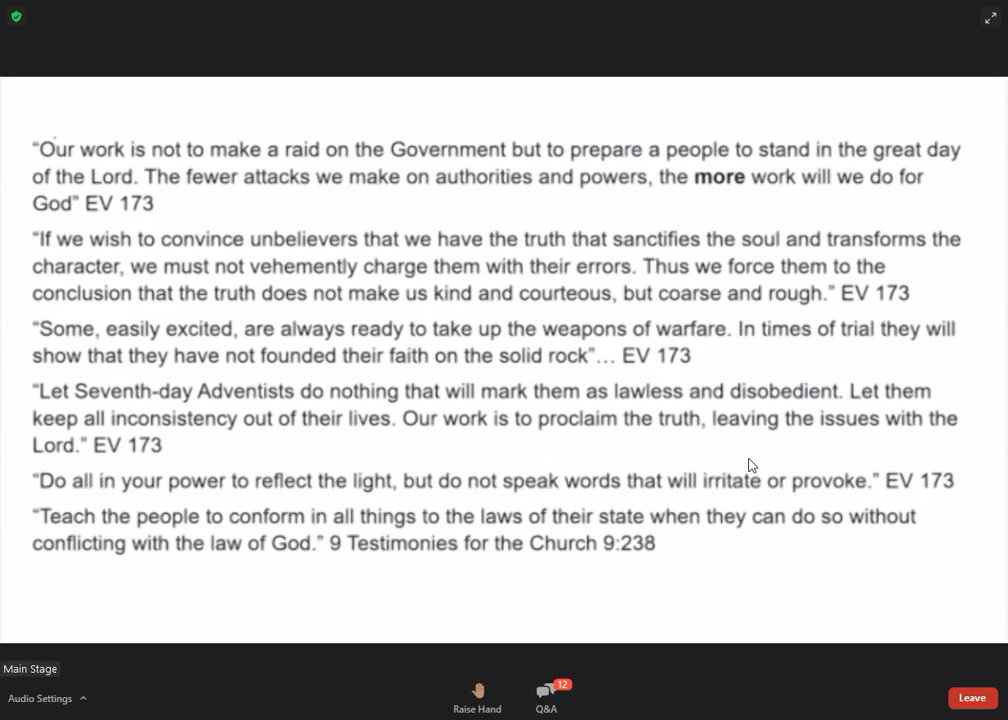 “Our work is not to make a raid on the Government but to prepare a people to stand in the great day
of the Lord. The fewer attacks we make on authorities and powers, the more work will we do for
God” EV 173
“If we wish to convince unbelievers that we have the truth that sanctifies the soul and transforms the
character, we must not vehemently charge them with their errors. Thus we force them to the
conclusion that the truth does not make us kind and courteous, but coarse and rough.” EV 173
“Some, easily excited, are always ready to take up the weapons of warfare. In times of trial they will
show that they have not founded their faith on the solid rock”... EV 173
“Let Seventh-day Adventists do nothing that will mark them as lawless and disobedient. Let them
keep all inconsistency out of their lives. Our work is to proclaim the truth, leaving the issues with the
Lord.” EV 173
“Do all in your power to reflect the light, but do not speak words that will irritate or provoke.” EV 173
“Teach the people to conform in all things to the laws of their state when they can do so without
conflicting with the law of God.” 9 Testimonies for the Church 9:238
Main Stage
Audio Settings
Raise Hand
12
Q&A
Leave